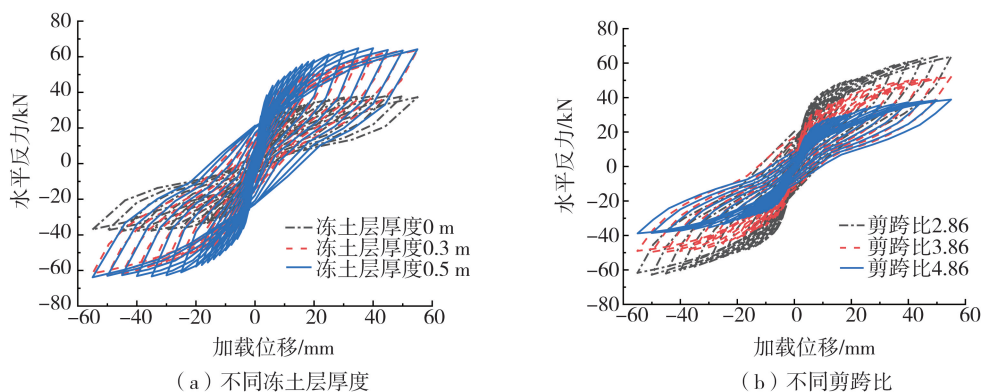 80
60
40
20
0
−20
−40
−60
−80
水平反力/kN
冻土层厚度0 m
冻土层厚度0.3 m
冻土层厚度0.5 m
−60 −40 −20 0 20 40 60
加载位移/mm
（a）不同冻土层厚度
80
60
40
20
0
−20
−40
−60
−80
水平反力/kN
剪跨比2.86
剪跨比3.86
剪跨比4.86
−60 −40 −20 0 20 40 60
加载位移/mm
（b）不同剪跨比